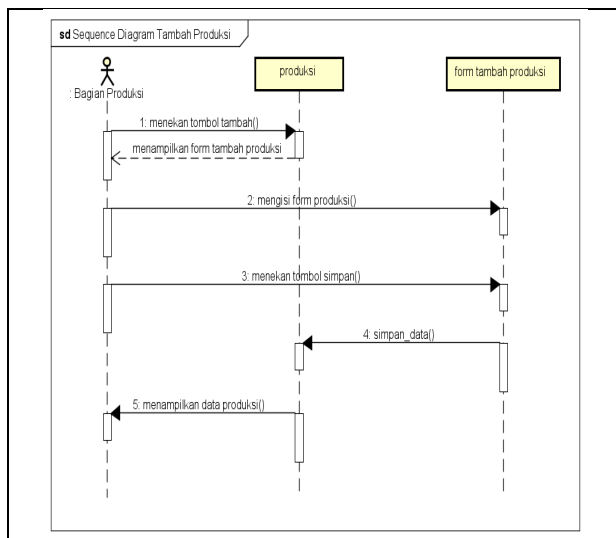 sd Sequence Diagram Tambah Produksi
: Bagian Produksi
produksi
form tambah produksi
1: menekan tombol tambah()
menampilkan form tambah produksi
2: mengisi form produksi()
3: menekan tombol simpan()
4: simpan_data()
5: menampilkan data produksi()